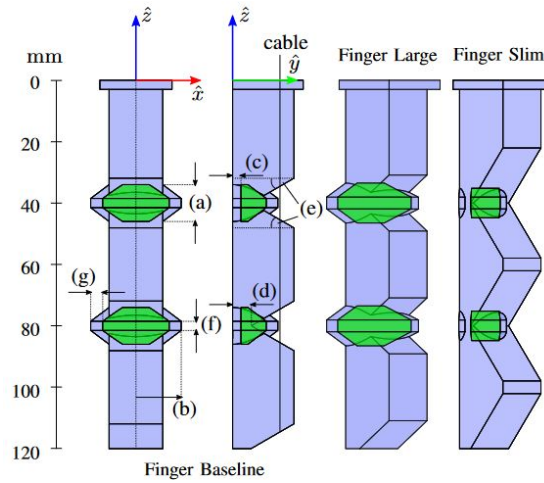 ẑ
ẑ
cable
mm
x̂
ŷ
Finger Large
Finger Slim
0
20
40
60
80
100
120
(c)
(a)
(e)
(g)
(d)
(f)
(b)
Finger Baseline